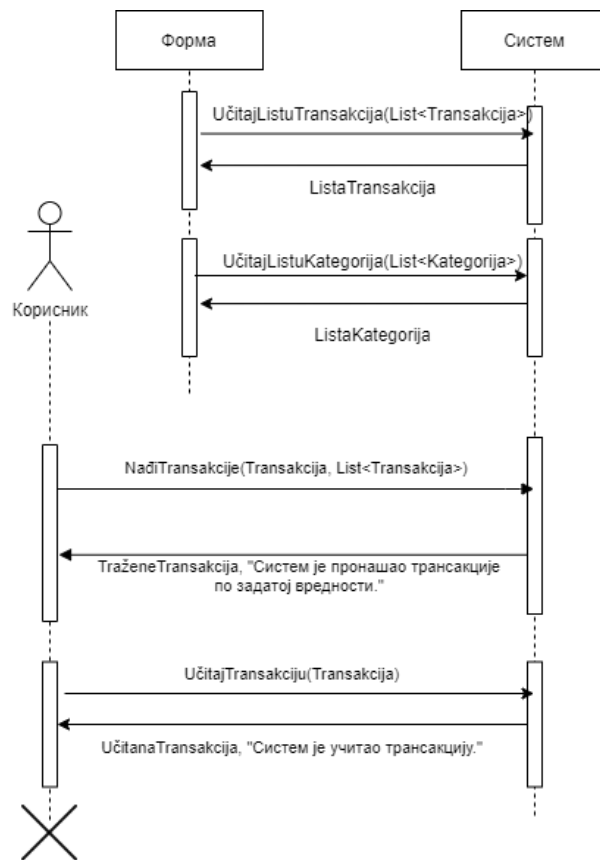 Форма
Систем
UčitajListuTransakcija(List<Transakcija>)
ListaTransakcija
UčitajListuKategorija(List<Kategorija>)
Корисник
ListaKategorija
NađiTransakcije(Transakcija, List<Transakcija>)
TraženeTransakcija, "Систем је пронашао трансакције
по задатој вредности."
UčitajTransakciju(Transakcija)
UčitanaTransakcija, "Систем је учитао трансакцију."